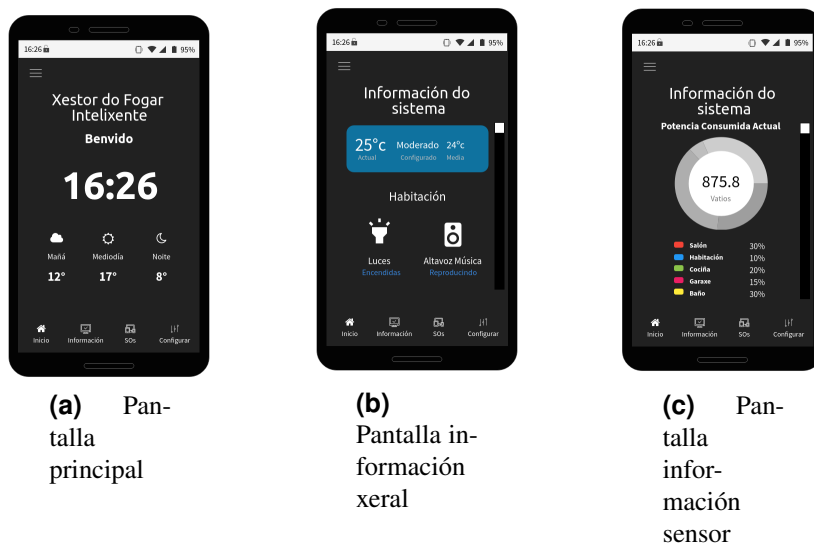 16:26
95%
Xestor do Fogar
Intelixente
Benvido
16:26
Mañá
Mediodía
Noite
12°
17°
8°
Inicio
Información
SOs
Configurar
(a) Pan-
talla
principal
16:26
95%
Información do
sistema
25°c
Moderado
24ºc
Actual
Configurado
Media
Habitación
Luces
Altavoz Música
Encendidas
Reproducindo
Inicio
Información
SOs
Configurar
(b)
Pantalla in-
formación
xeral
16:26
95%
Información do
sistema
Potencia Consumida Actual
875.8
Vatios
Salón 30%
Habitación 10%
Cociña 20%
Garaxe 15%
Baño 30%
Inicio
Información
SOs
Configurar
(c) Pan-
talla
infor-
mación
sensor